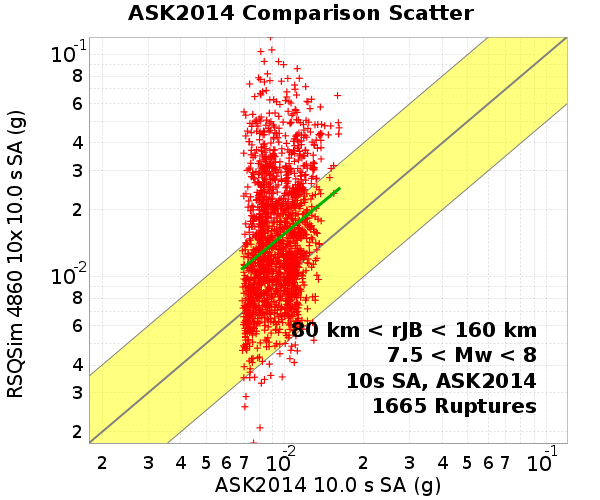 ASK2014 Comparison Scatter
RSQSim 4860 10x 10.0 s SA (g)
10⁻¹
8
6
4
3
2
10⁻²
8
6
4
3
2
80 km < rJB < 160 km
7.5 < Mw < 8
10s SA, ASK2014
1665 Ruptures
2 3 4 5 6 7 10⁻² 2 3 4 5 6 7 10⁻¹
ASK2014 10.0 s SA (g)